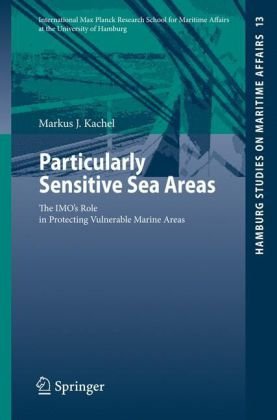 International Max Planck Research School for Maritime Affairs
at the University of Hamburg
Markus J. Kachel
Particularly
Sensitive Sea Areas
The IMO's Role
in Protecting Vulnerable Marine Areas
Springer
HAMBURG STUDIES ON MARITIME AFFAIRS 13